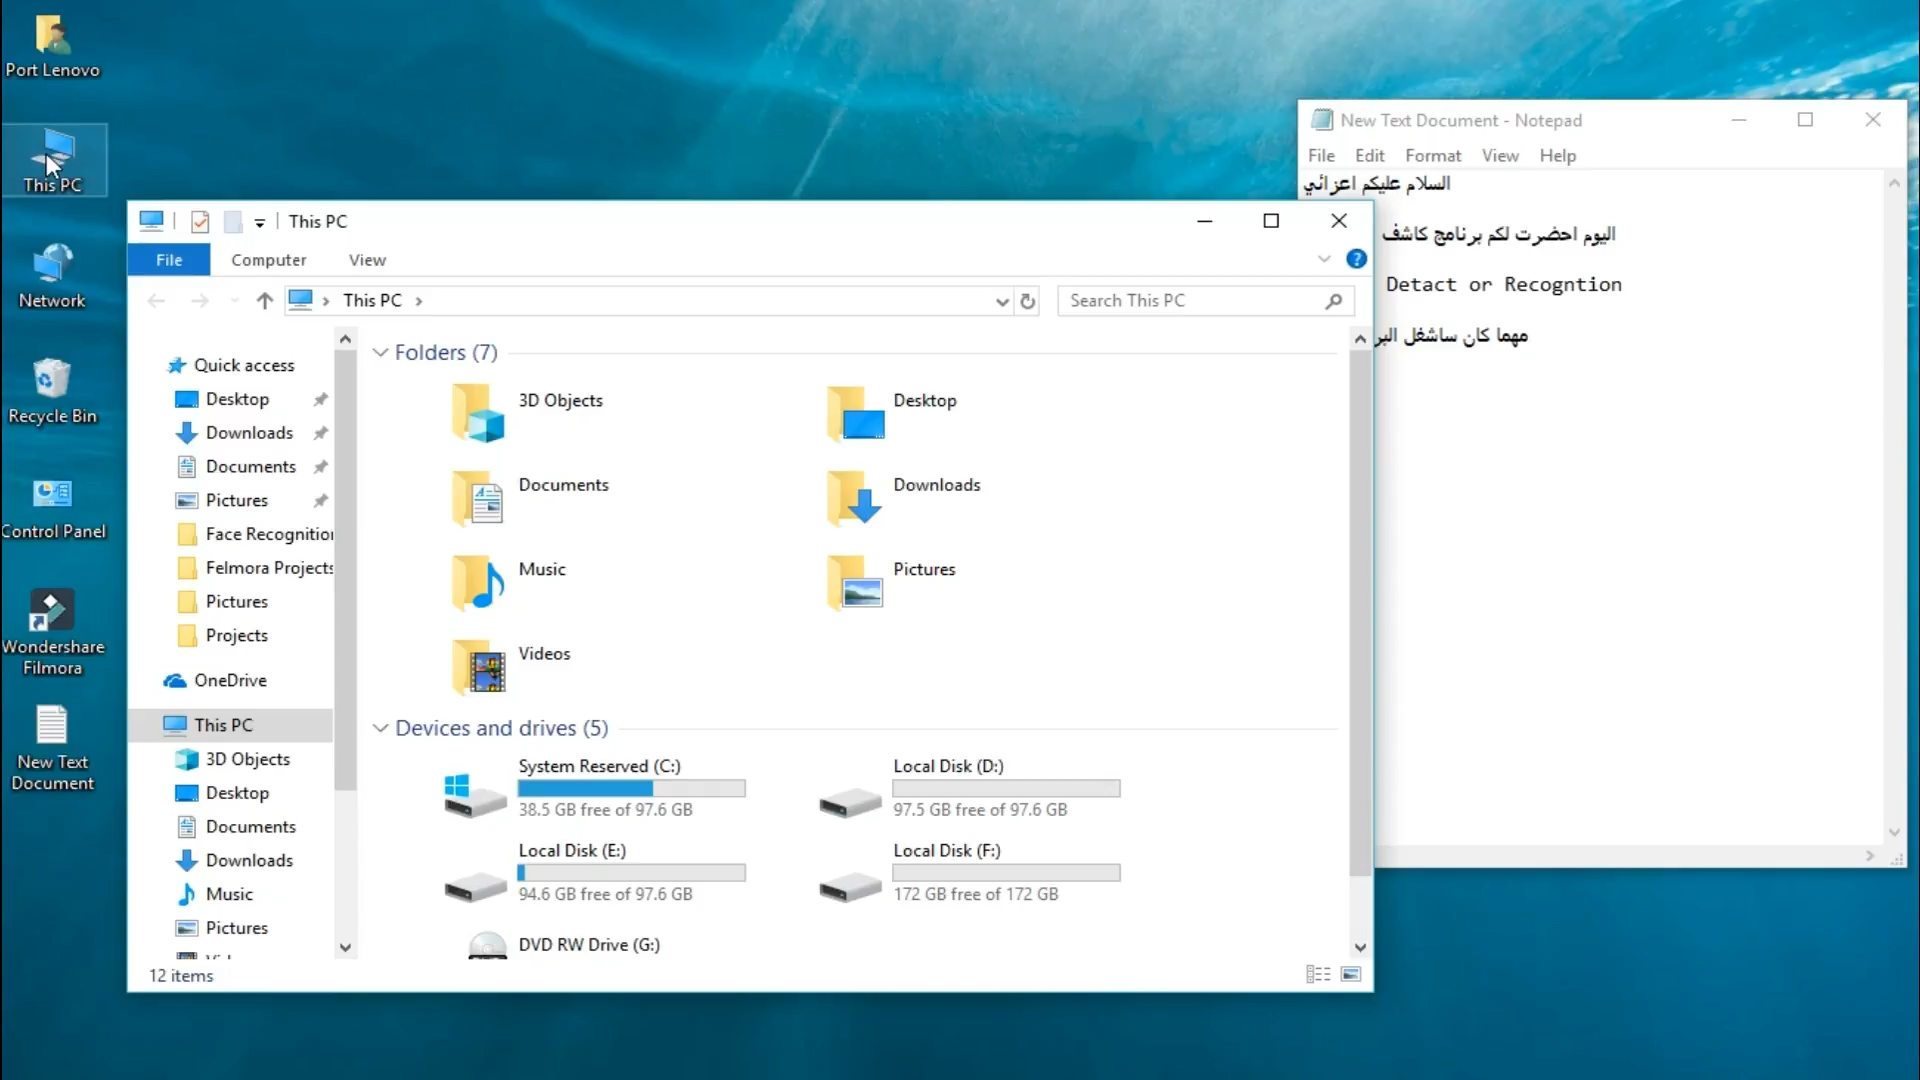 Port Lenovo
This PC
Network
Recycle Bin
Control Panel
Wondershare
Filmora
New Text
Document
This PC
File
Computer
View
This PC
Search This PC
Quick access
Desktop
Downloads
Documents
Pictures
Face Recognition
Felmora Projects
Pictures
Projects
OneDrive
This PC
3D Objects
Desktop
Documents
Downloads
Music
Pictures
Folders (7)
3D Objects
Desktop
Documents
Downloads
Music
Pictures
Videos
Devices and drives (5)
System Reserved (C:)
38.5 GB free of 97.6 GB
Local Disk (D:)
97.5 GB free of 97.6 GB
Local Disk (E:)
94.6 GB free of 97.6 GB
Local Disk (F:)
172 GB free of 172 GB
DVD RW Drive (G:)
12 items
New Text Document - Notepad
File Edit Format View Help
السلام عليكم اعزائي
اليوم احضرت لكم برنامج كاشف
Detact or Recogntion
مهما كان ساشغل